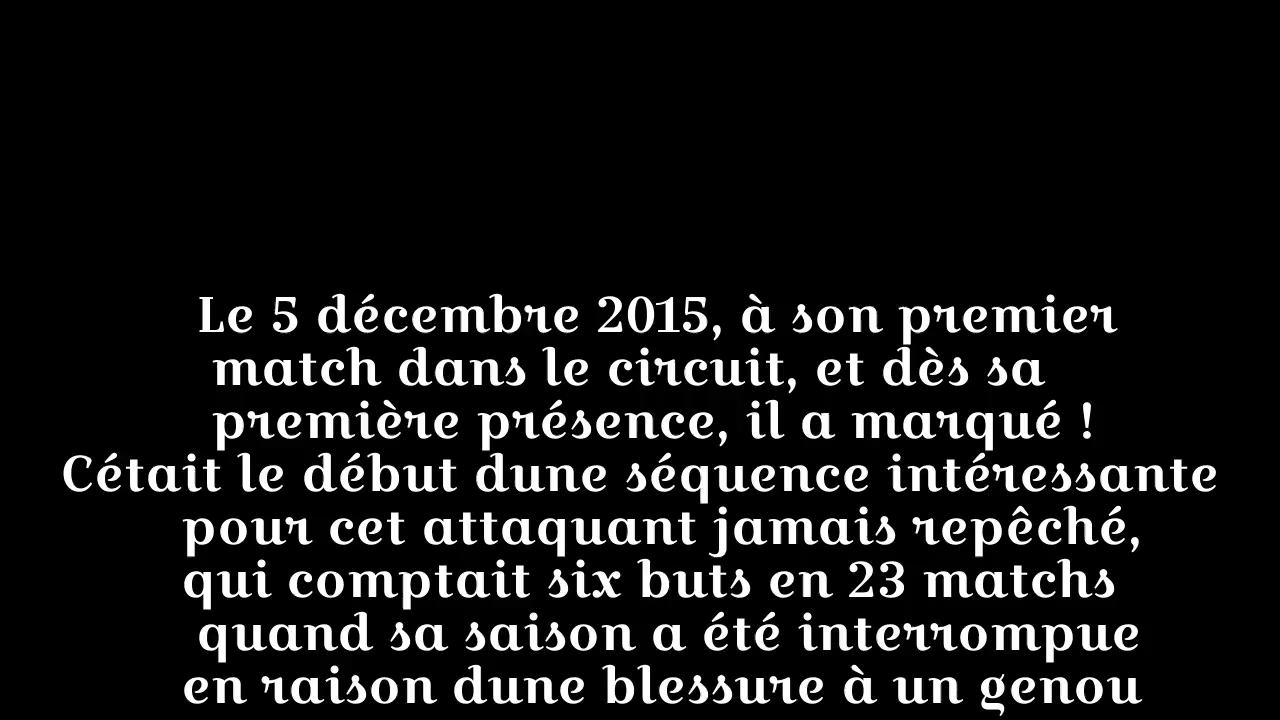 Le 5 décembre 2015, à son premier
match dans le circuit, et dès sa
première présence, il a marqué !
Cétait le début dune séquence intéressante
pour cet attaquant jamais repêché,
qui comptait six buts en 23 matchs
quand sa saison a été interrompue
en raison dune blessure à un genou